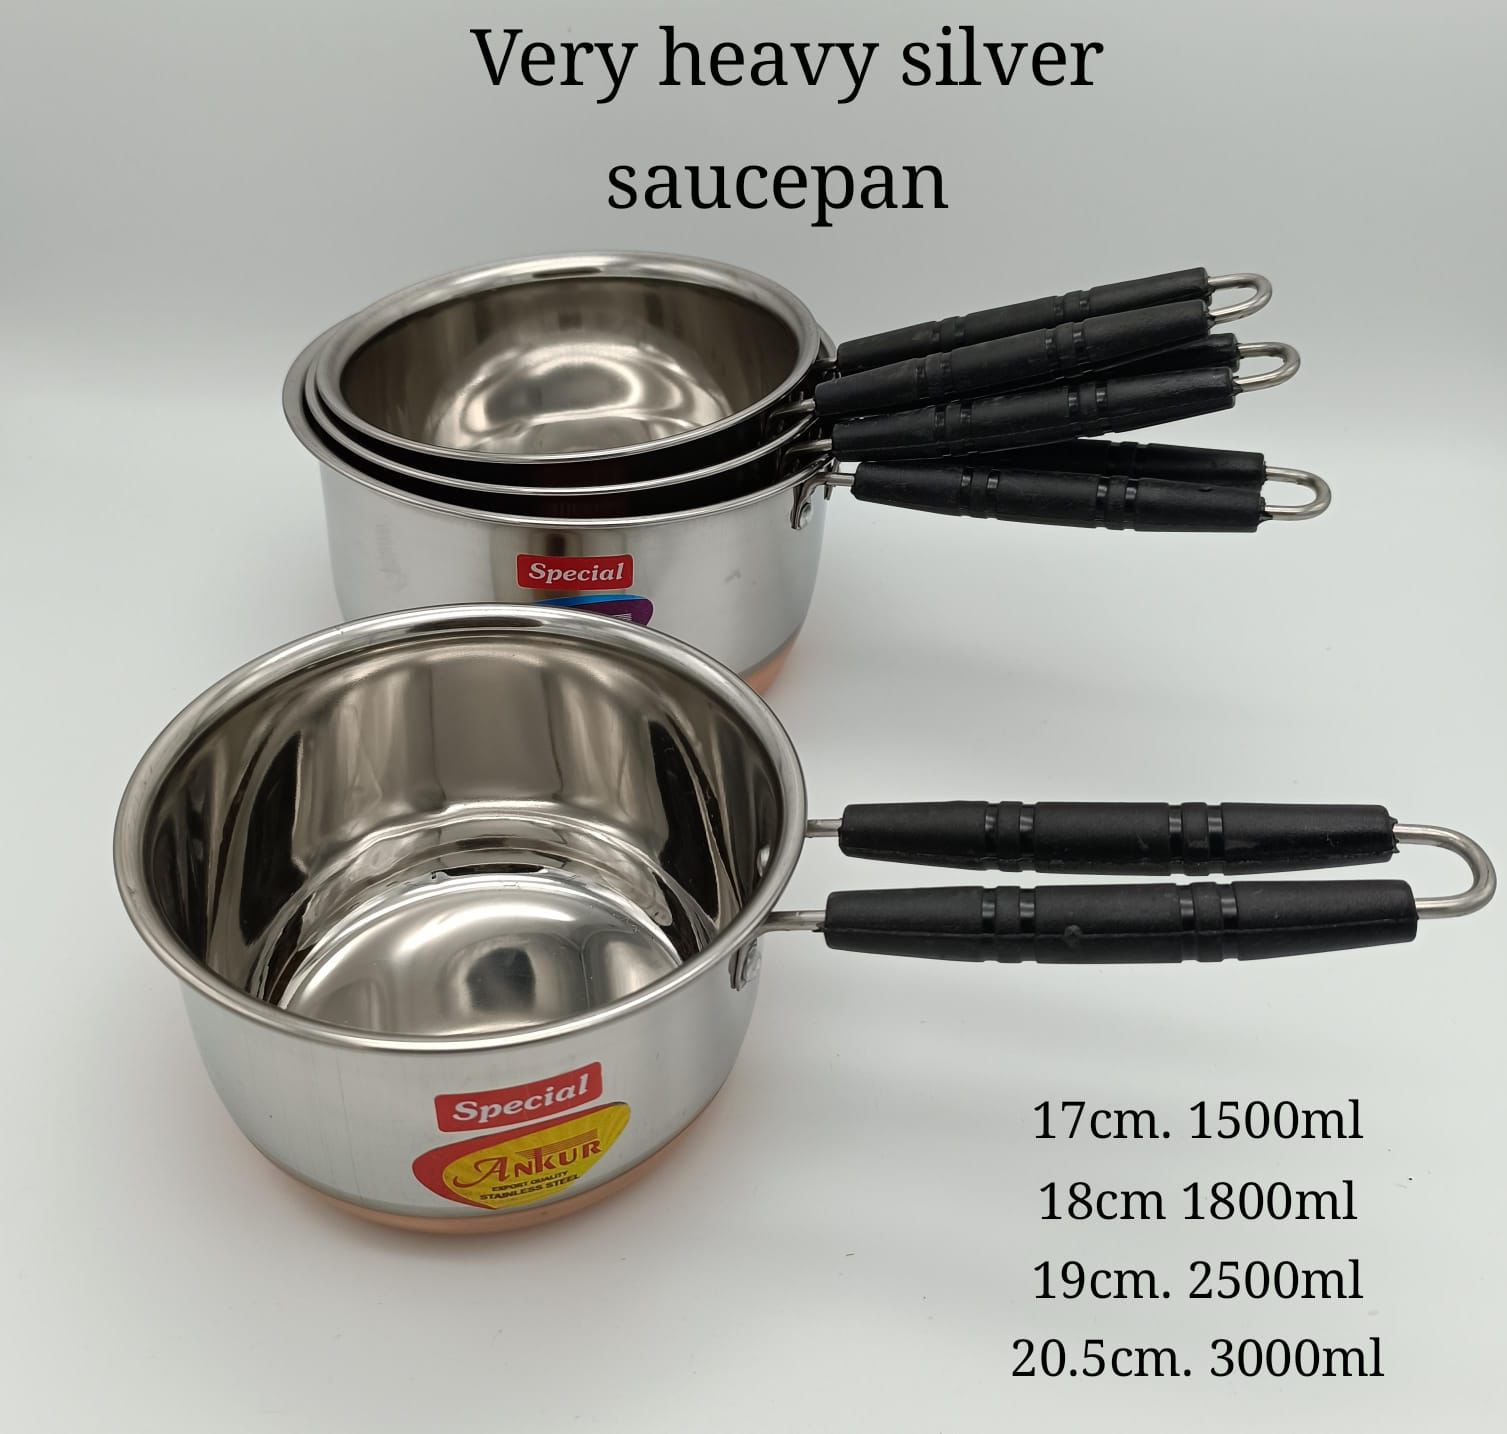 Very heavy silver
saucepan
Special
Special
ANKUR
EXPORT QUALITY
STAINLESS STEEL
17cm. 1500ml
18cm 1800ml
19cm. 2500ml
20.5cm. 3000ml